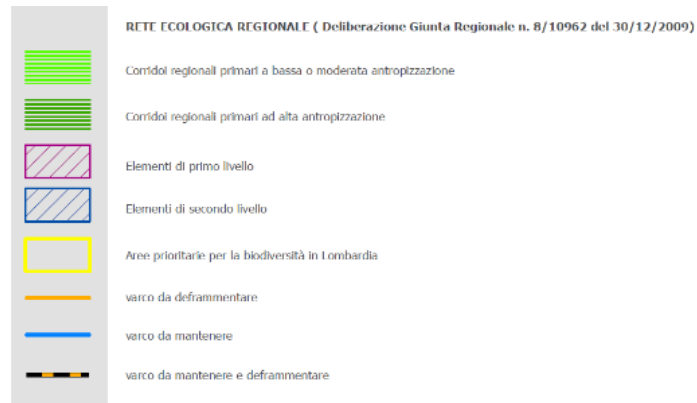 RETE ECOLOGICA REGIONALE ( Deliberazione Giunta Regionale n. 8/10962 del 30/12/2009)
Corridoi regionali primari a bassa o moderata antropizzazione
Corridoi regionali primari ad alta antropizzazione
Elementi di primo livello
Elementi di secondo livello
Aree prioritarie per la biodiversità in Lombardia
varco da deframmentare
varco da mantenere
varco da mantenere e deframmentare